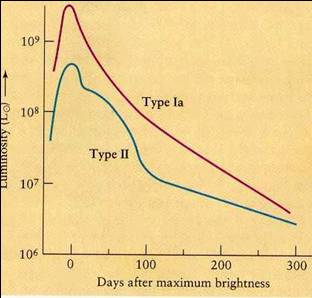 10⁹
Type Ia
Luminosity (L☉)
10⁸
Type II
10⁷
10⁶
0 100 200 300
Days after maximum brightness